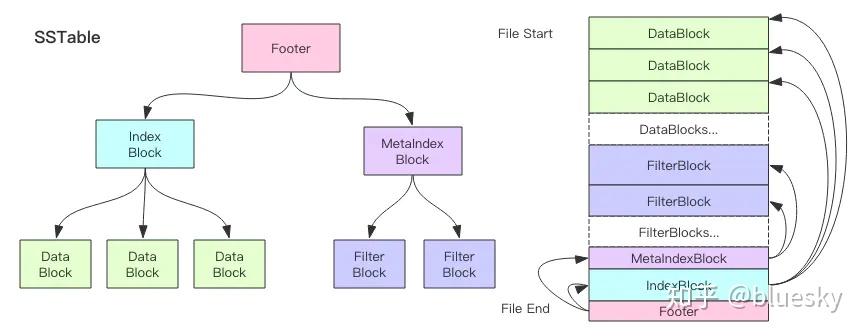 SSTable
Footer
Index
Block
MetaIndex
Block
Data
Block
Data
Block
Data
Block
Filter
Block
Filter
Block
File Start
DataBlock
DataBlock
DataBlock
DataBlocks...
FilterBlock
FilterBlock
FilterBlocks...
MetaIndexBlock
IndexBlock
File End
Footer
知乎 @bluesky